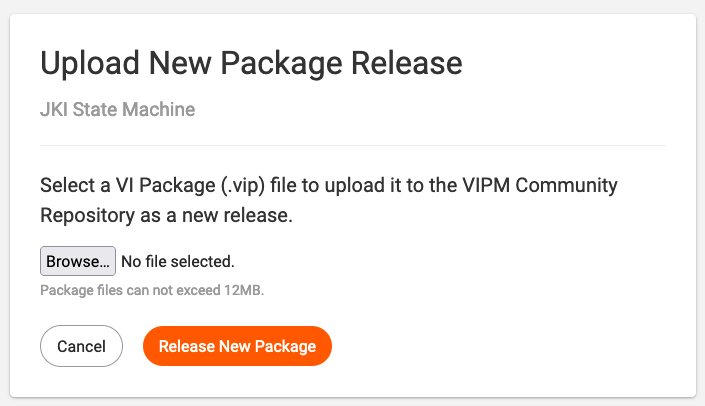 Upload New Package Release
JKI State Machine
Select a VI Package (.vip) file to upload it to the VIPM Community
Repository as a new release.
Browse... No file selected.
Package files can not exceed 12MB.
Cancel Release New Package